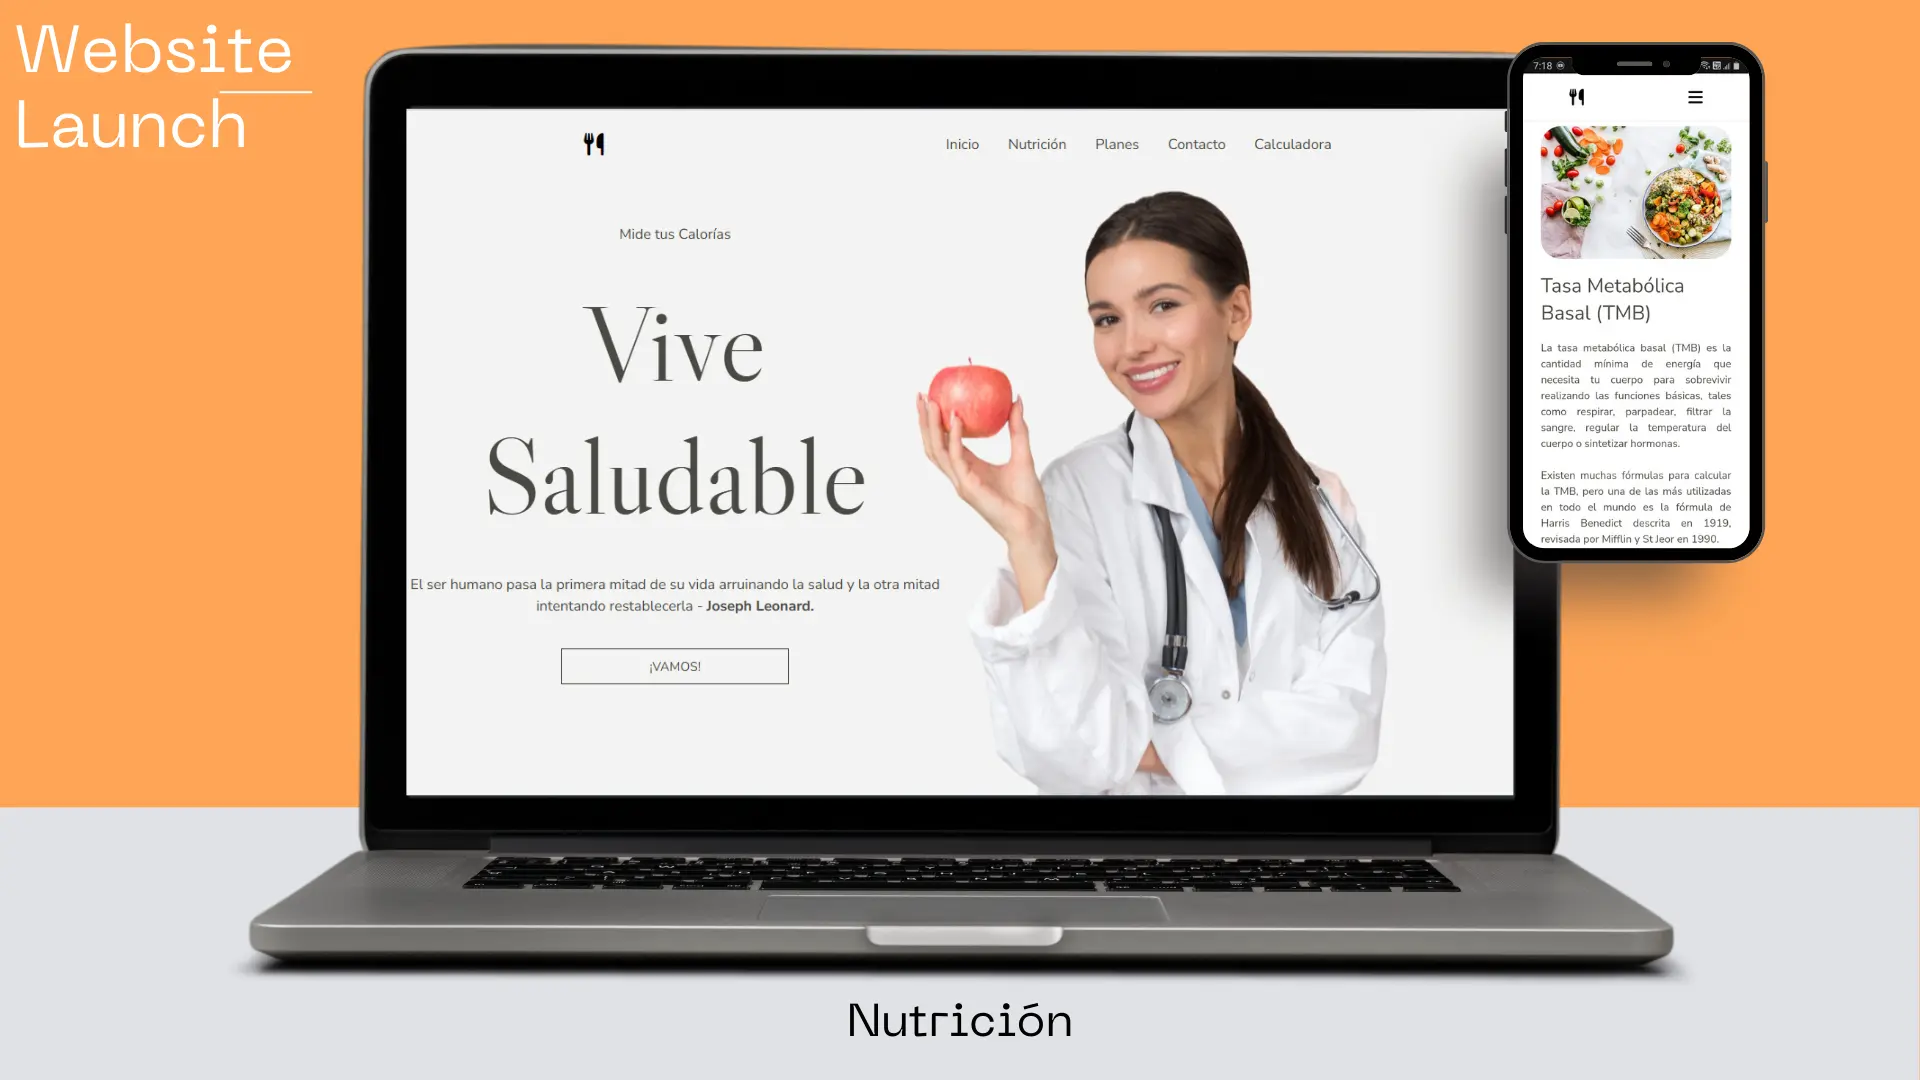 Website
Launch
Inicio Nutrición Planes Contacto Calculadora
Mide tus Calorías
Vive
Saludable
El ser humano pasa la primera mitad de su vida arruinando la salud y la otra mitad
intentando restablecerla - Joseph Leonard.
¡VAMOS!
7:18
Tasa Metabólica
Basal (TMB)
La tasa metabólica basal (TMB) es la
cantidad mínima de energía que
necesita tu cuerpo para sobrevivir
realizando las funciones básicas, tales
como respirar, parpadear, filtrar la
sangre, regular la temperatura del
cuerpo o sintetizar hormonas.
Existen muchas fórmulas para calcular
la TMB, pero una de las más utilizadas
en todo el mundo es la fórmula de
Harris Benedict descrita en 1919,
revisada por Mifflin y St Jeor en 1990.
Nutrición